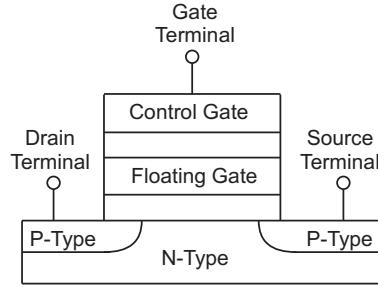 Gate
Terminal
Control Gate
Drain
Terminal
Source
Terminal
Floating Gate
P-Type
N-Type
P-Type